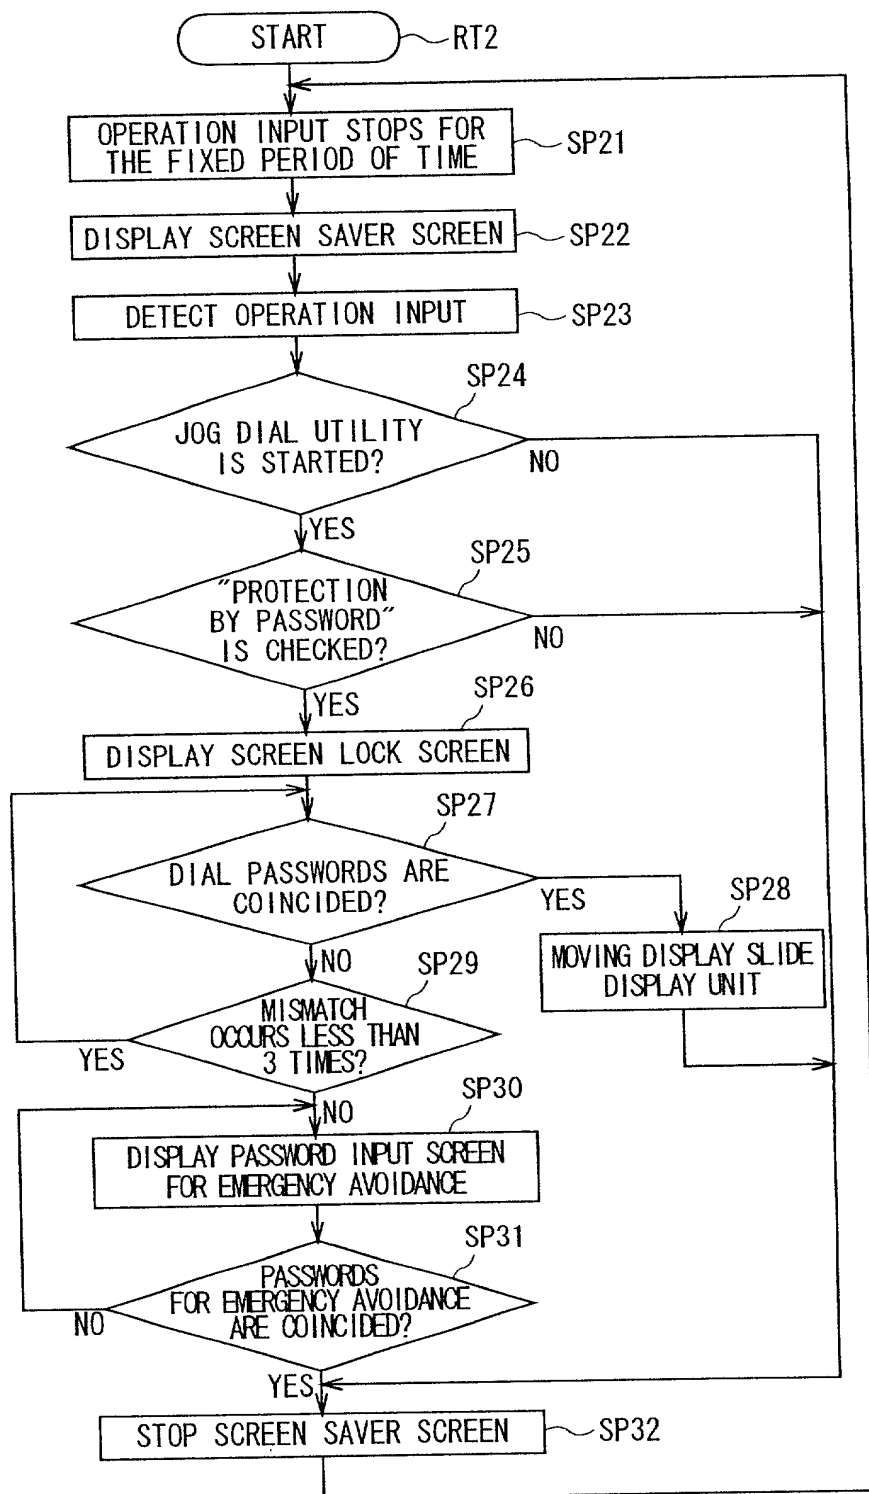 START
RT2
OPERATION INPUT STOPS FOR
THE FIXED PERIOD OF TIME
SP21
DISPLAY SCREEN SAVER SCREEN
SP22
DETECT OPERATION INPUT
SP23
SP24
JOG DIAL UTILITY
IS STARTED?
NO
YES
SP25
"PROTECTION
BY PASSWORD"
IS CHECKED?
NO
YES
SP26
DISPLAY SCREEN LOCK SCREEN
SP27
DIAL PASSWORDS ARE
COINCIDED?
YES
SP28
MOVING DISPLAY SLIDE
DISPLAY UNIT
NO
SP29
MISMATCH
OCCURS LESS THAN
3 TIMES?
YES
NO
SP30
DISPLAY PASSWORD INPUT SCREEN
FOR EMERGENCY AVOIDANCE
SP31
PASSWORDS
FOR EMERGENCY AVOIDANCE
ARE COINCIDED?
NO
YES
STOP SCREEN SAVER SCREEN
SP32